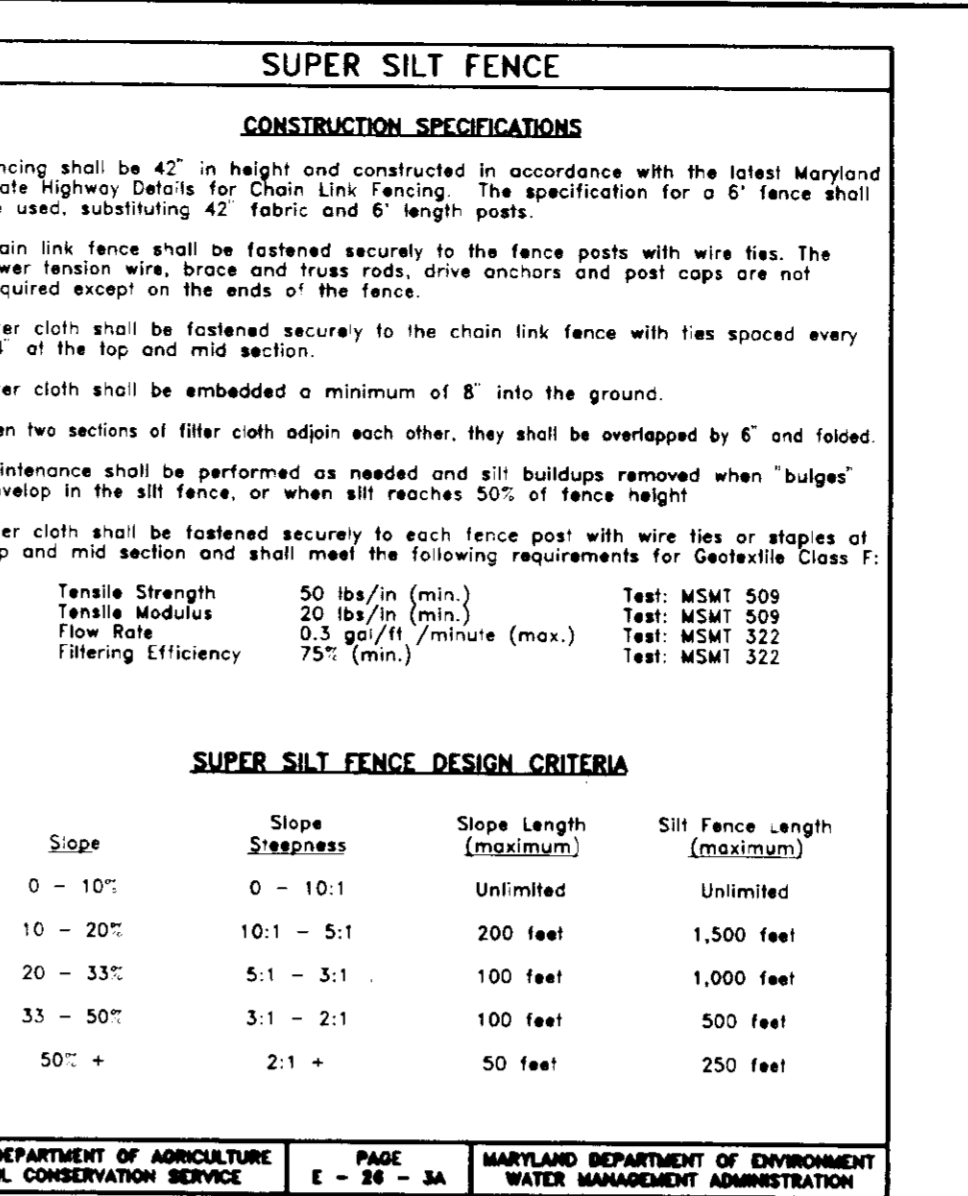 SUPER SILT FENCE
CONSTRUCTION SPECIFICATIONS
ncing shall be 42" in height and constructed in accordance with the latest Maryland
ate Highway Details for Chain Link Fencing. The specification for a 6' fence shall
e used, substituting 42" fabric and 6' length posts.
ain link fence shall be fastened securely to the fence posts with wire ties. The
wer tension wire, brace and truss rods, drive anchors and post caps are not
quired except on the ends of the fence.
er cloth shall be fastened securely to the chain link fence with ties spaced every
4" at the top and mid section.
er cloth shall be embedded a minimum of 8" into the ground.
en two sections of filter cloth adjoin each other, they shall be overlapped by 6" and folded.
intenance shall be performed as needed and silt buildups removed when "bulges"
velop in the silt fence, or when silt reaches 50% of fence height
er cloth shall be fastened securely to each fence post with wire ties or staples at
p and mid section and shall meet the following requirements for Geotextile Class F:
Tensile Strength 50 lbs/in (min.) Test: MSMT 509
Tensile Modulus 20 lbs/in (min.) Test: MSMT 509
Flow Rate 0.3 gal/ft /minute (max.) Test: MSMT 322
Filtering Efficiency 75% (min.) Test: MSMT 322
SUPER SILT FENCE DESIGN CRITERIA
Slope Slope Length Silt Fence Length
Slope Steepness (maximum) (maximum)
0 - 10% 0 - 10:1 Unlimited Unlimited
10 - 20% 10:1 - 5:1 200 feet 1,500 feet
20 - 33% 5:1 - 3:1 100 feet 1,000 feet
33 - 50% 3:1 - 2:1 100 feet 500 feet
50% + 2:1 + 50 feet 250 feet
DEPARTMENT OF AGRICULTURE PAGE MARYLAND DEPARTMENT OF ENVIRONMENT
L CONSERVATION SERVICE E - 26 - 3A WATER MANAGEMENT ADMINISTRATION